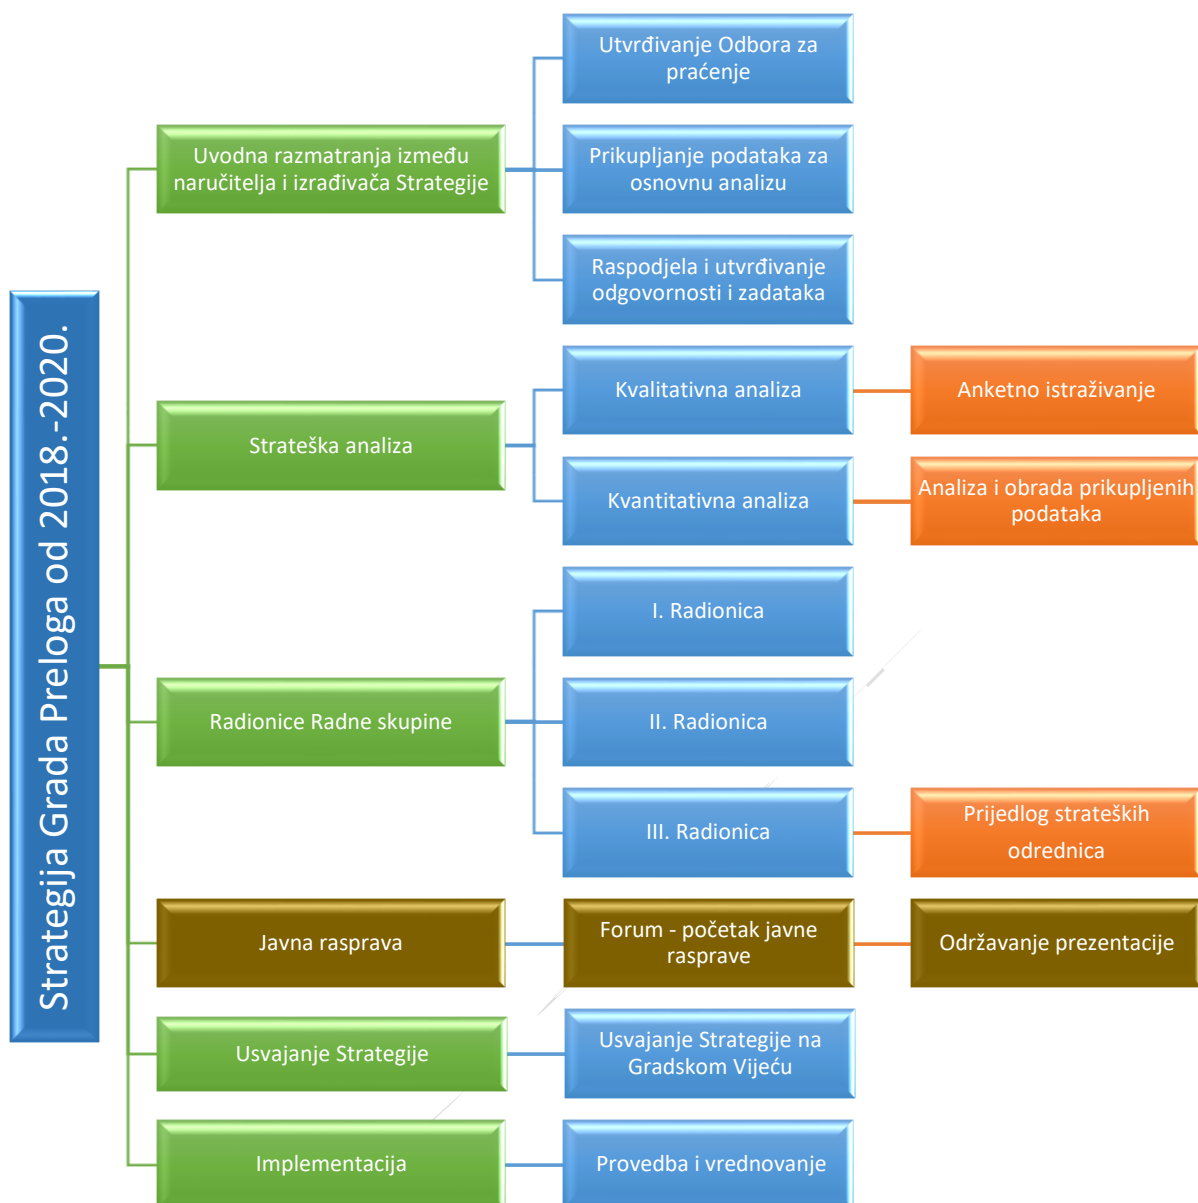 Strategija Grada Preloga od 2018.-2020.
Uvodna razmatranja između
naručitelja i izrađivača Strategije
Utvrđivanje Odbora za
praćenje
Prikupljanje podataka za
osnovnu analizu
Raspodjela i utvrđivanje
odgovornosti i zadataka
Strateška analiza
Kvalitativna analiza
Anketno istraživanje
Kvantitativna analiza
Analiza i obrada prikupljenih
podataka
Radionice Radne skupine
I. Radionica
II. Radionica
III. Radionica
Prijedlog strateških
odrednica
Javna rasprava
Forum - početak javne
rasprave
Održavanje prezentacije
Usvajanje Strategije
Usvajanje Strategije na
Gradskom Vijeću
Implementacija
Provedba i vrednovanje